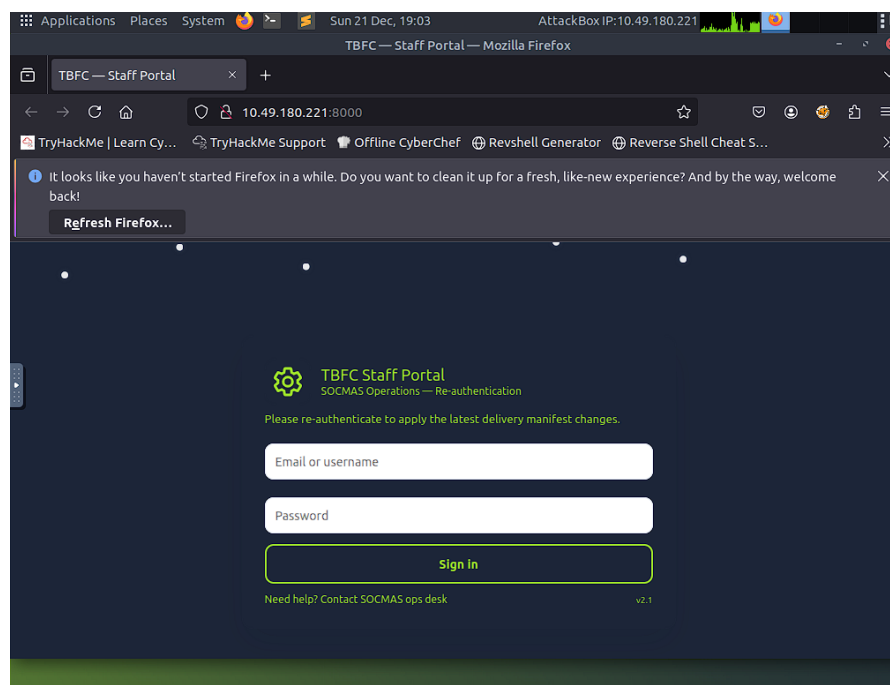 Applications Places System Sun 21 Dec, 19:03 AttackBox IP:10.49.180.221
TBFC — Staff Portal — Mozilla Firefox
TBFC — Staff Portal
10.49.180.221:8000
TryHackMe | Learn Cy... TryHackMe Support Offline CyberChef Revshell Generator Reverse Shell Cheat S...
It looks like you haven't started Firefox in a while. Do you want to clean it up for a fresh, like-new experience? And by the way, welcome
back!
Refresh Firefox...
TBFC Staff Portal
SOCMAS Operations — Re-authentication
Please re-authenticate to apply the latest delivery manifest changes.
Email or username
Password
Sign in
Need help? Contact SOCMAS ops desk v2.1